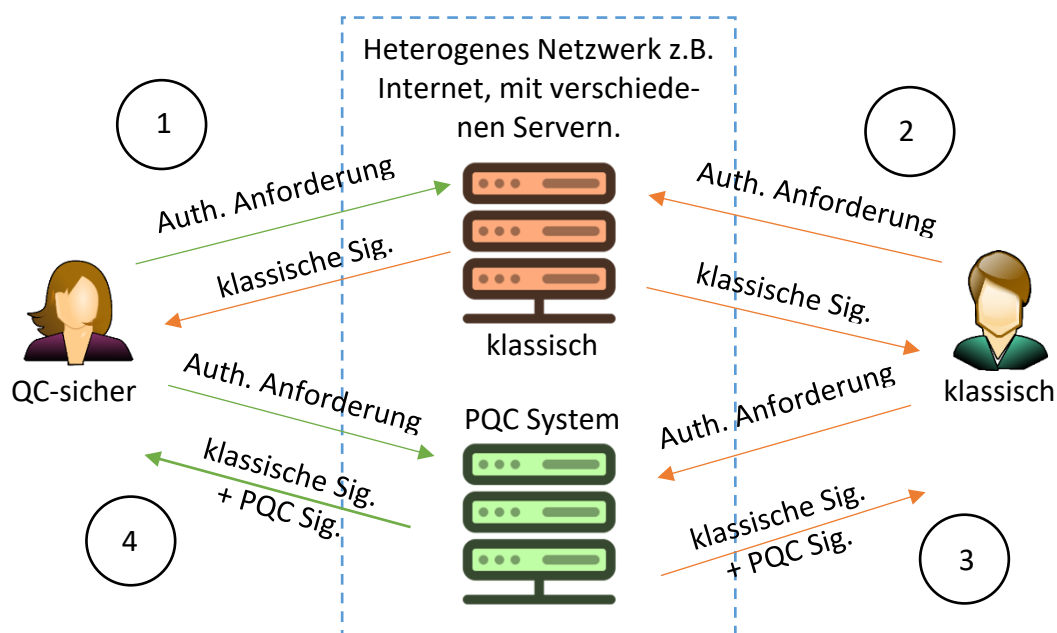 Heterogenes Netzwerk z.B.
Internet, mit verschiede-
nen Servern.
1
2
Auth. Anforderung
klassische Sig.
Auth. Anforderung
klassische Sig.
klassisch
QC-sicher
klassisch
Auth. Anforderung
klassische Sig.
+ PQC Sig.
PQC System
Auth. Anforderung
klassische Sig.
+ PQC Sig.
4
3